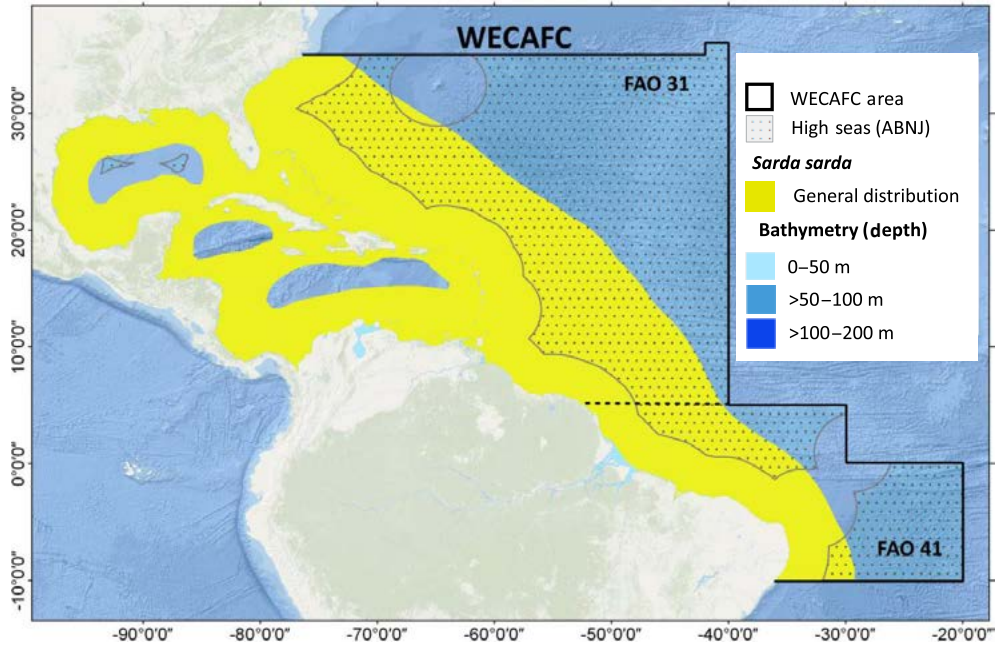 WECAFC
FAO 31
WECAFC area
High seas (ABNJ)
Sarda sarda
General distribution
Bathymetry (depth)
0–50 m
>50–100 m
>100–200 m
FAO 41
30°0'0"
20°0'0"
10°0'0"
0°0'0"
-10°0'0"
-90°0'0"
-80°0'0"
-70°0'0"
-60°0'0"
-50°0'0"
-40°0'0"
-30°0'0"
-20°0'0"